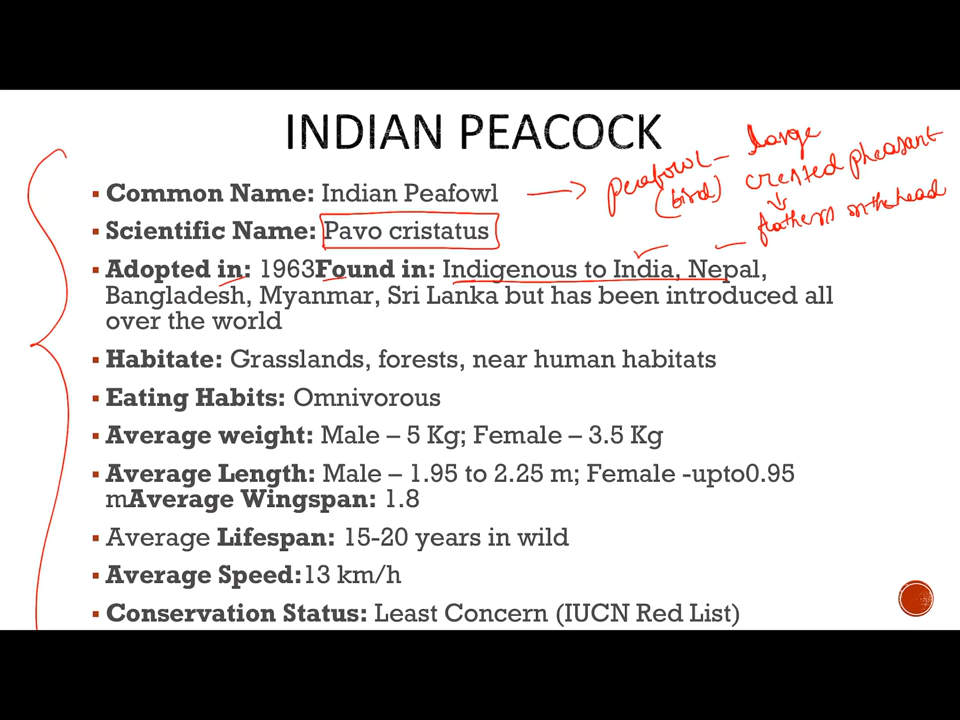 INDIAN PEACOCK
Common Name: Indian Peafowl
Peafowl –
(bird)
large
crested pheasant
feathers on the head
Scientific Name: Pavo cristatus
Adopted in: 1963Found in: Indigenous to India, Nepal,
Bangladesh, Myanmar, Sri Lanka but has been introduced all
over the world
Habitate: Grasslands, forests, near human habitats
Eating Habits: Omnivorous
Average weight: Male – 5 Kg; Female – 3.5 Kg
Average Length: Male – 1.95 to 2.25 m; Female -upto0.95
mAverage Wingspan: 1.8
Average Lifespan: 15-20 years in wild
Average Speed:13 km/h
Conservation Status: Least Concern (IUCN Red List)